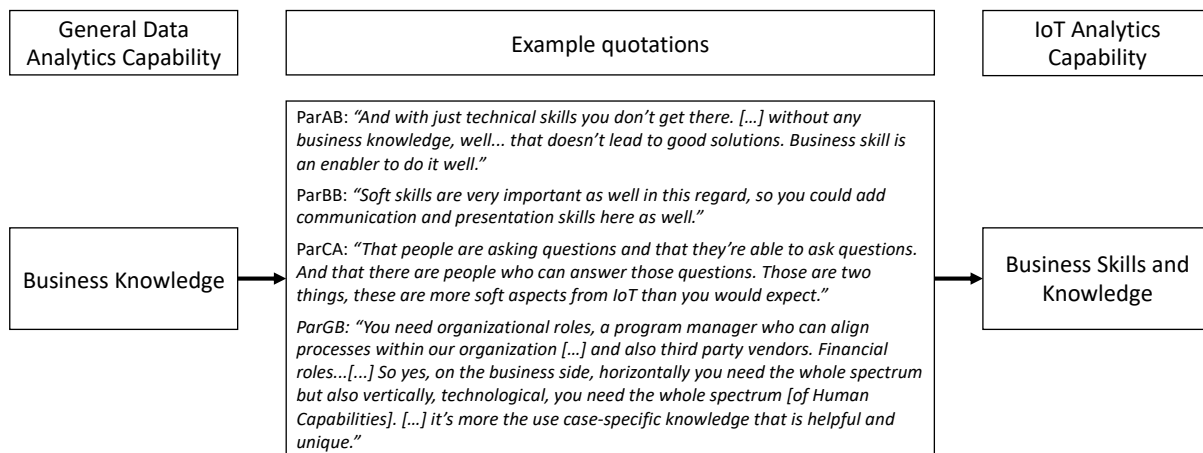 General Data
Analytics Capability
Example quotations
IoT Analytics
Capability
Business Knowledge
ParAB: “And with just technical skills you don’t get there. […] without any
business knowledge, well... that doesn’t lead to good solutions. Business skill is
an enabler to do it well.”
ParBB: “Soft skills are very important as well in this regard, so you could add
communication and presentation skills here as well.”
ParCA: “That people are asking questions and that they’re able to ask questions.
And that there are people who can answer those questions. Those are two
things, these are more soft aspects from IoT than you would expect.”
ParGB: “You need organizational roles, a program manager who can align
processes within our organization […] and also third party vendors. Financial
roles...[...] So yes, on the business side, horizontally you need the whole spectrum
but also vertically, technological, you need the whole spectrum [of Human
Capabilities]. […] it’s more the use case-specific knowledge that is helpful and
unique.”
Business Skills and
Knowledge